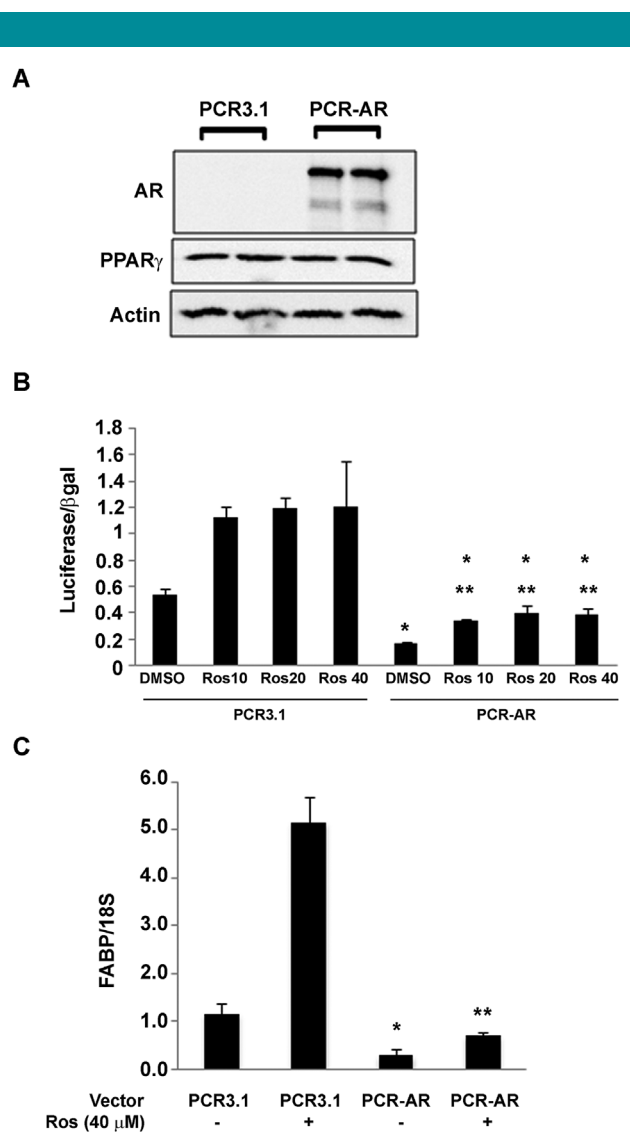 A
PCR3.1 PCR-AR
AR
PPARγ
Actin
B
Luciferase/βgal
1.8
1.6
1.4
1.2
1
0.8
0.6
0.4
0.2
0
* * *
** ** **
*
DMSO Ros10 Ros20 Ros 40 DMSO Ros 10 Ros 20 Ros 40
PCR3.1 PCR-AR
C
FABP/18S
6.0
5.0
4.0
3.0
2.0
1.0
0.0
* **
Vector PCR3.1 PCR3.1 PCR-AR PCR-AR
Ros (40 µM) - + - +